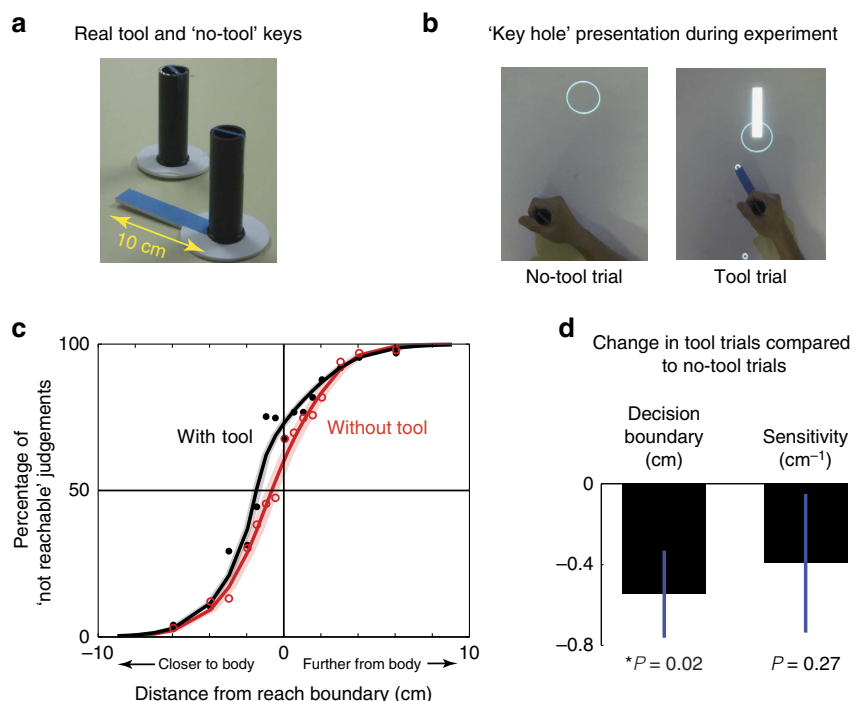 a
Real tool and ‘no-tool’ keys
10 cm
b
‘Key hole’ presentation during experiment
No-tool trial
Tool trial
c
Percentage of
‘not reachable’ judgements
100
50
0
With tool
Without tool
−10
0
10
Closer to body
Further from body
Distance from reach boundary (cm)
d
Change in tool trials compared
to no-tool trials
Decision
boundary
(cm)
Sensitivity
(cm⁻¹)
0
−0.4
−0.8
*P = 0.02
P = 0.27